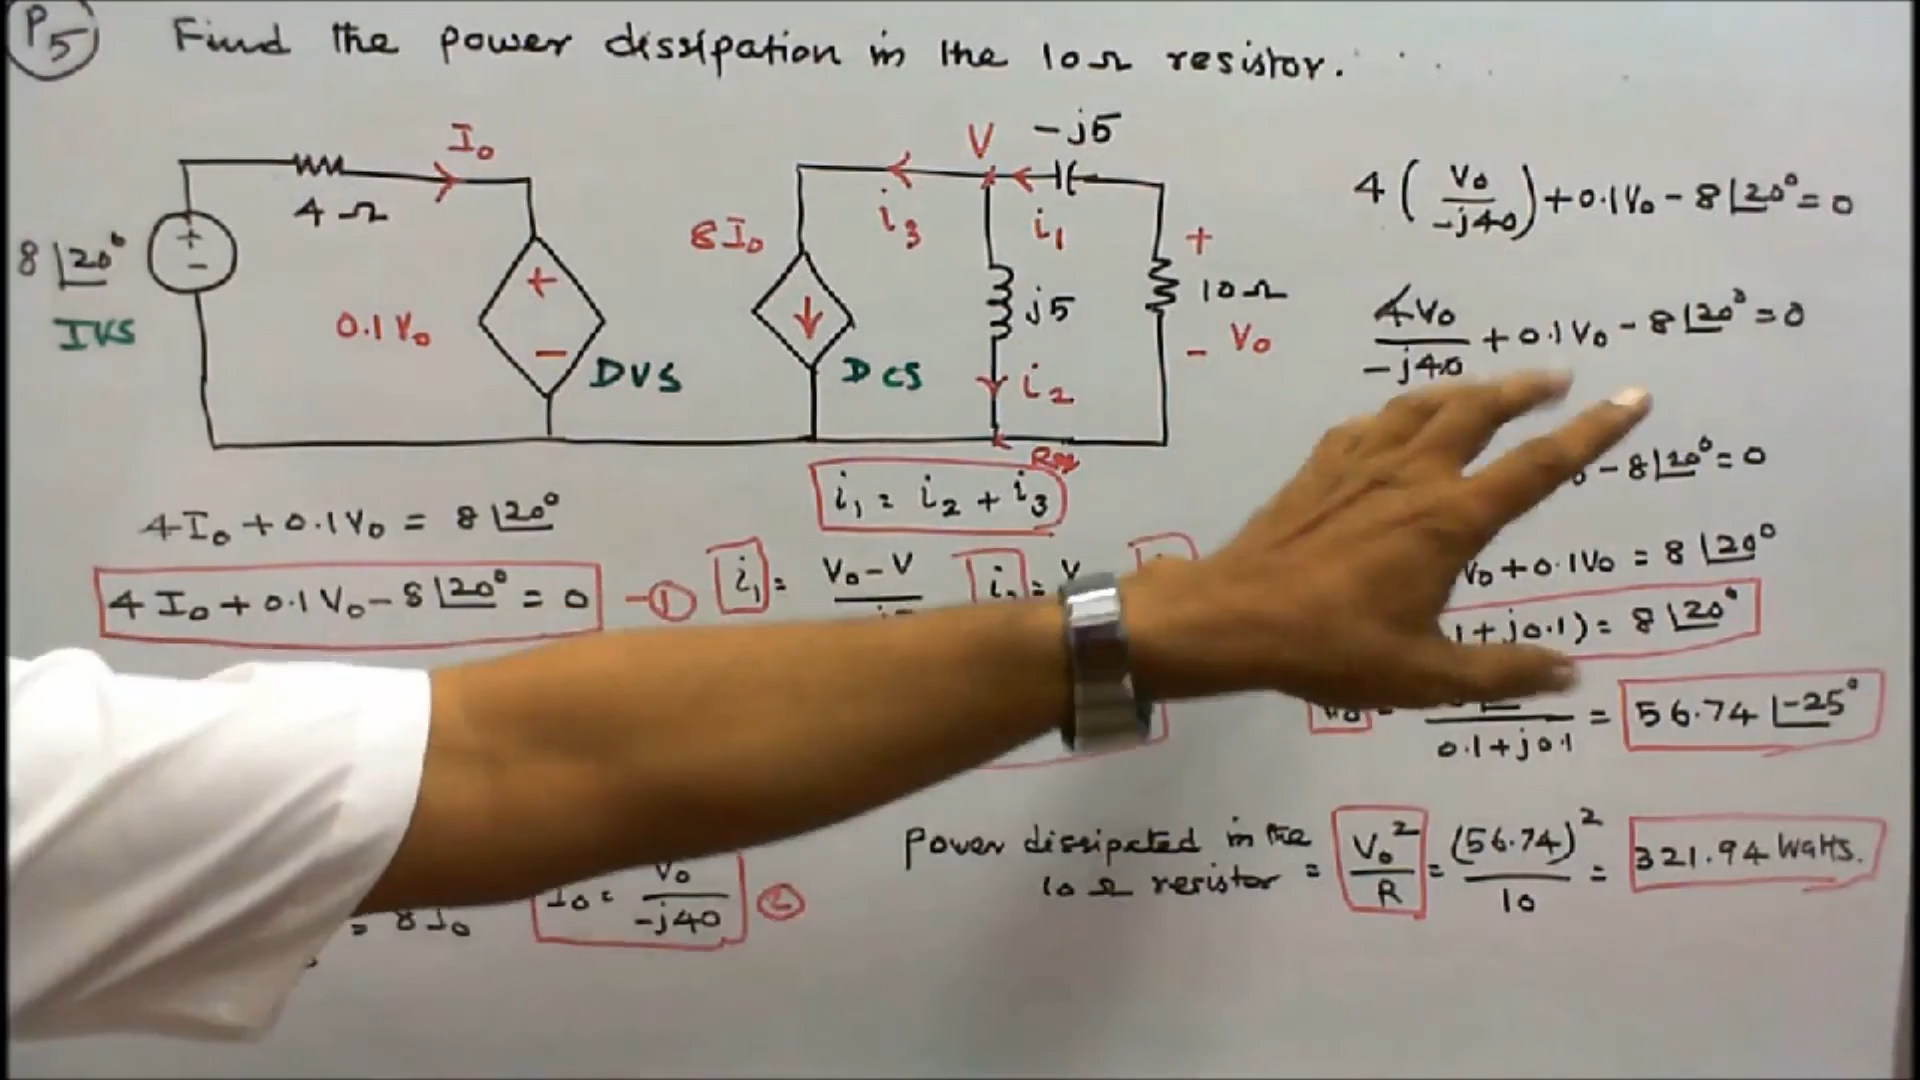 P5 Find the power dissipation in the 10Ω resistor.
I₀
4Ω
8∠20°
+
-
IVS
0.1V₀
+
-
DVS
8I₀
DCS
i₃
V
-j5
i₁
j5
i₂
+
10Ω
- V₀
i₁ = i₂ + i₃
4I₀ + 0.1V₀ = 8∠20°
4I₀ + 0.1V₀ - 8∠20° = 0 - ①
i₁ = V₀ - V
= 8I₀
I₀ = V₀ / -j40 ②
4(V₀ / -j40) + 0.1V₀ - 8∠20° = 0
4V₀ / -j40 + 0.1V₀ - 8∠20° = 0
- 8∠20° = 0
V₀ + 0.1V₀ = 8∠20°
1 + j0.1) = 8∠20°
0.1 + j0.1 = 56.74∠-25°
Power dissipated in the 10Ω resistor = V₀² / R = (56.74)² / 10 = 321.94 Watts.